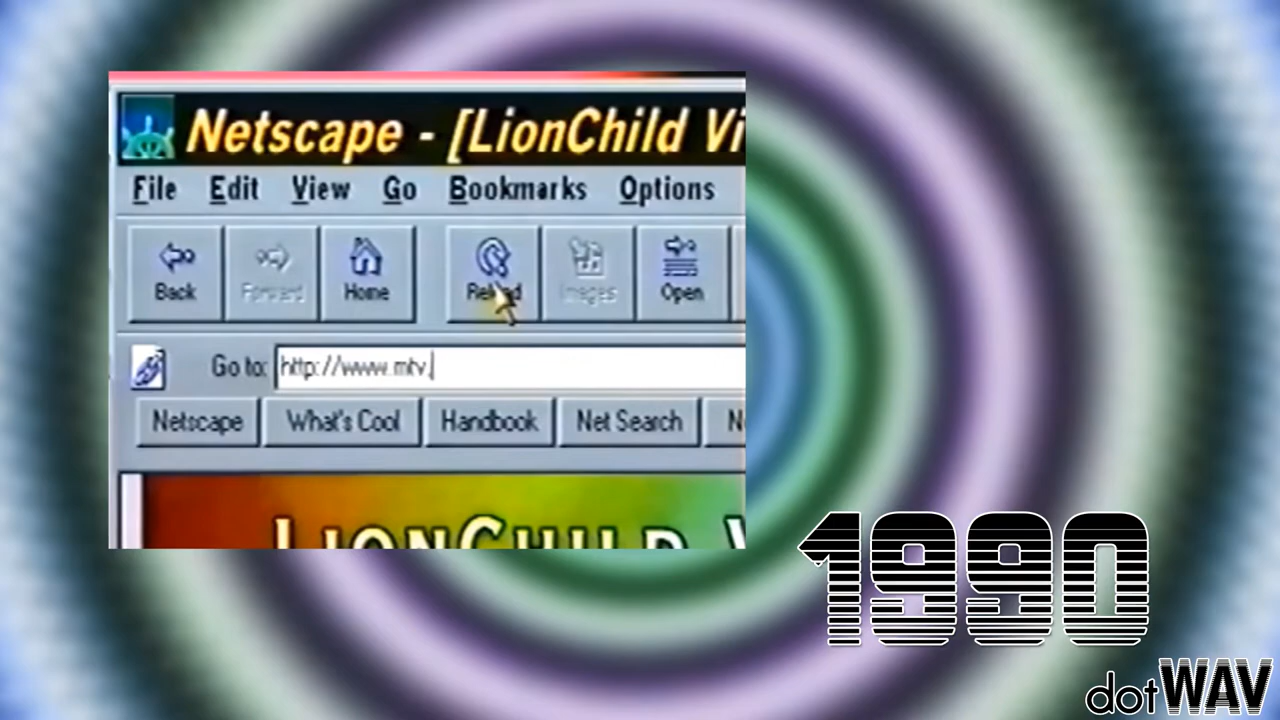 Netscape - [LionChild Vi
File Edit View Go Bookmarks Options
Back Forward Home Reload Images Open
Go to: http://www.mtv.
Netscape What's Cool Handbook Net Search N
LIONCHILD V
1990
dotWAV